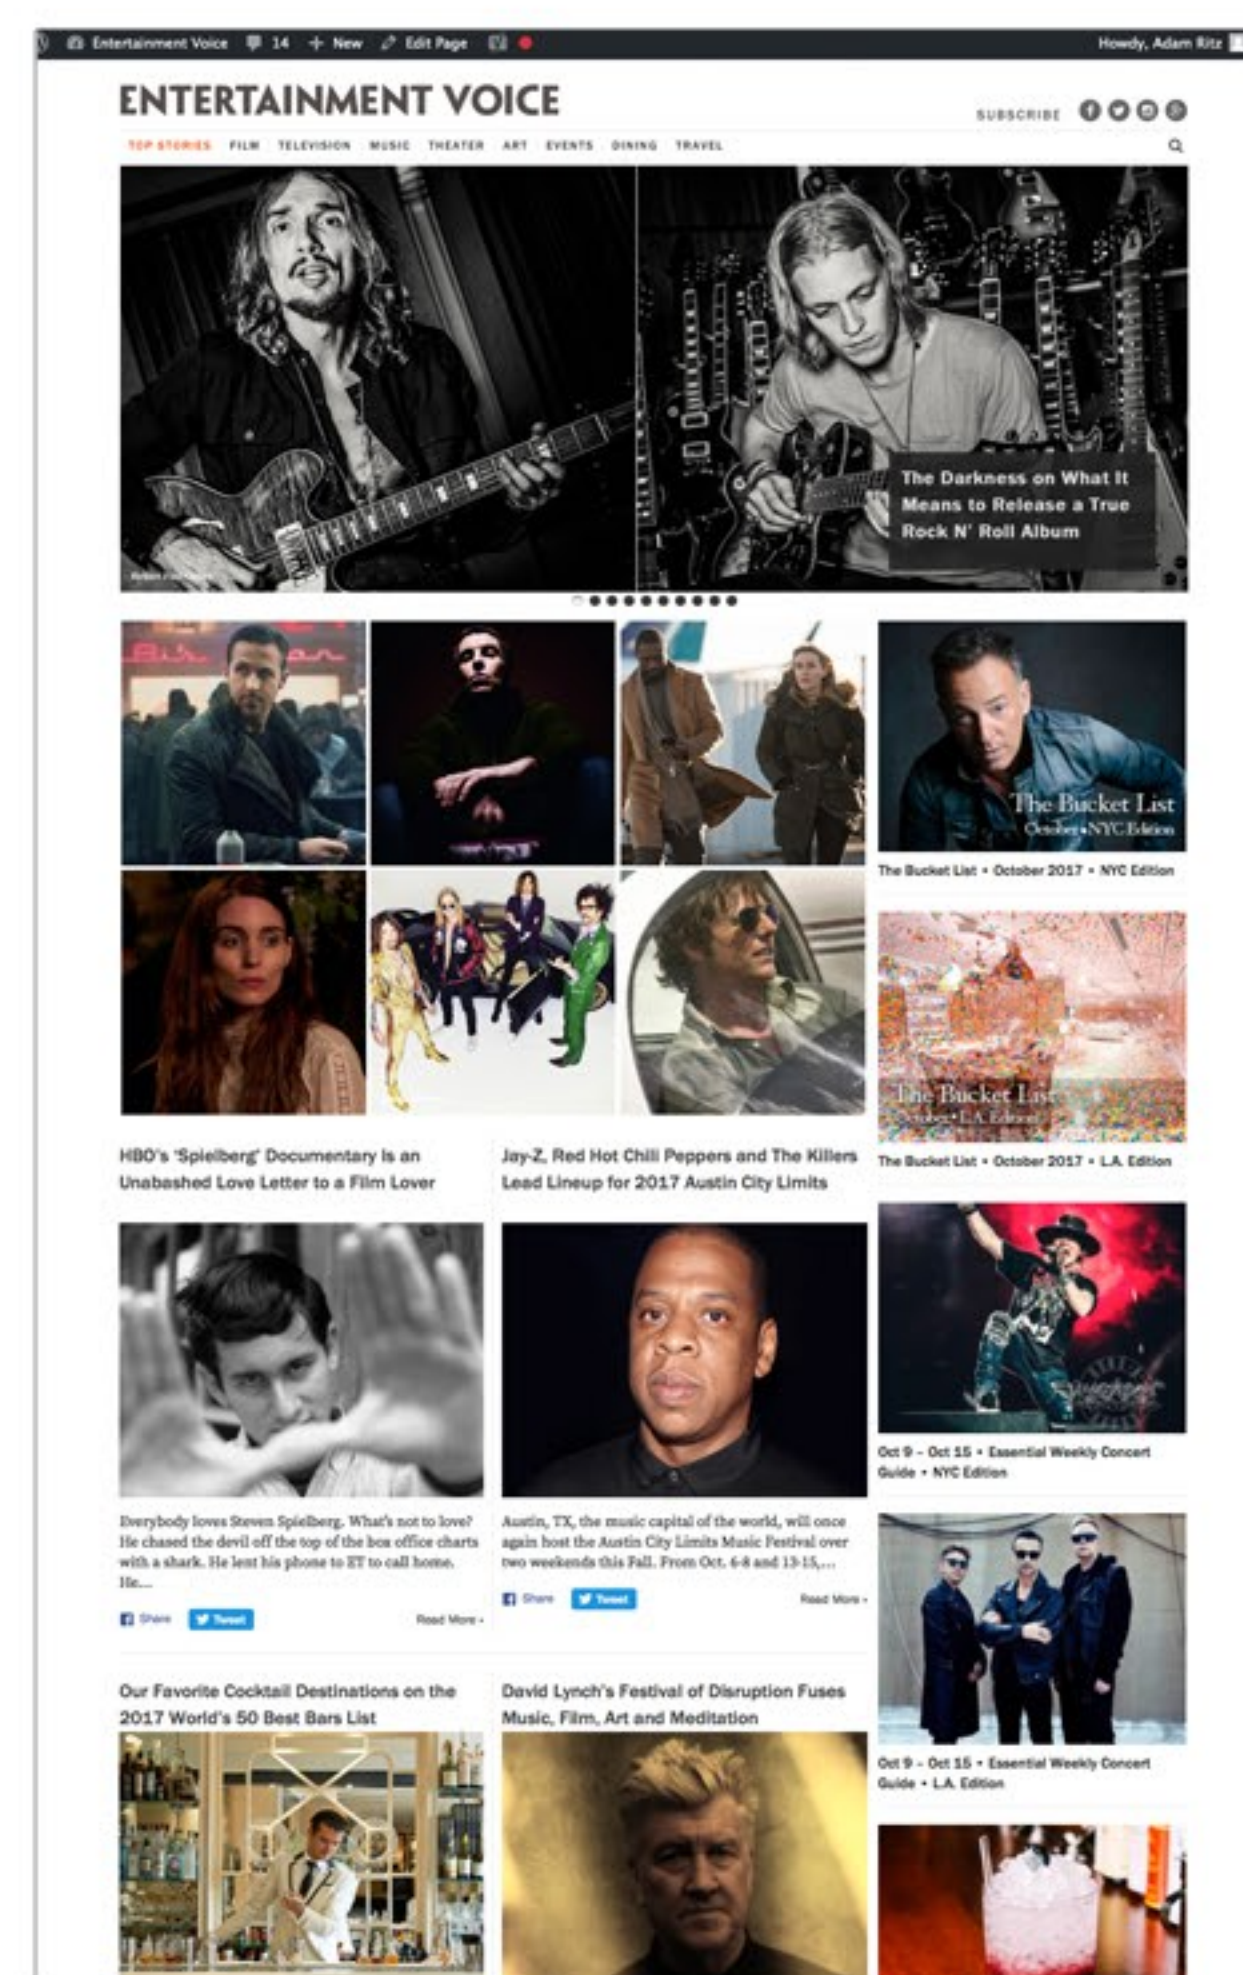 Entertainment Voice 14 New Edit Page Howdy, Adam Ritz
ENTERTAINMENT VOICE
SUBSCRIBE
TOP STORIES FILM TELEVISION MUSIC THEATER ART EVENTS DINING TRAVEL
The Darkness on What It
Means to Release a True
Rock N' Roll Album
The Bucket List
October • NYC Edition
The Bucket List • October 2017 • NYC Edition
The Bucket List
October • L.A. Edition
The Bucket List • October 2017 • L.A. Edition
HBO's 'Spielberg' Documentary Is an
Unabashed Love Letter to a Film Lover
Everybody loves Steven Spielberg. What's not to love?
He chased the devil off the top of the box office charts
with a shark. He lent his phone to ET to call home.
He...
Share Tweet Read More
Jay-Z, Red Hot Chili Peppers and The Killers
Lead Lineup for 2017 Austin City Limits
Austin, TX, the music capital of the world, will once
again host the Austin City Limits Music Festival over
two weekends this Fall. From Oct. 6-8 and 13-15,...
Share Tweet Read More
Oct 9 – Oct 15 • Essential Weekly Concert
Guide • NYC Edition
Oct 9 – Oct 15 • Essential Weekly Concert
Guide • L.A. Edition
Our Favorite Cocktail Destinations on the
2017 World's 50 Best Bars List
David Lynch's Festival of Disruption Fuses
Music, Film, Art and Meditation